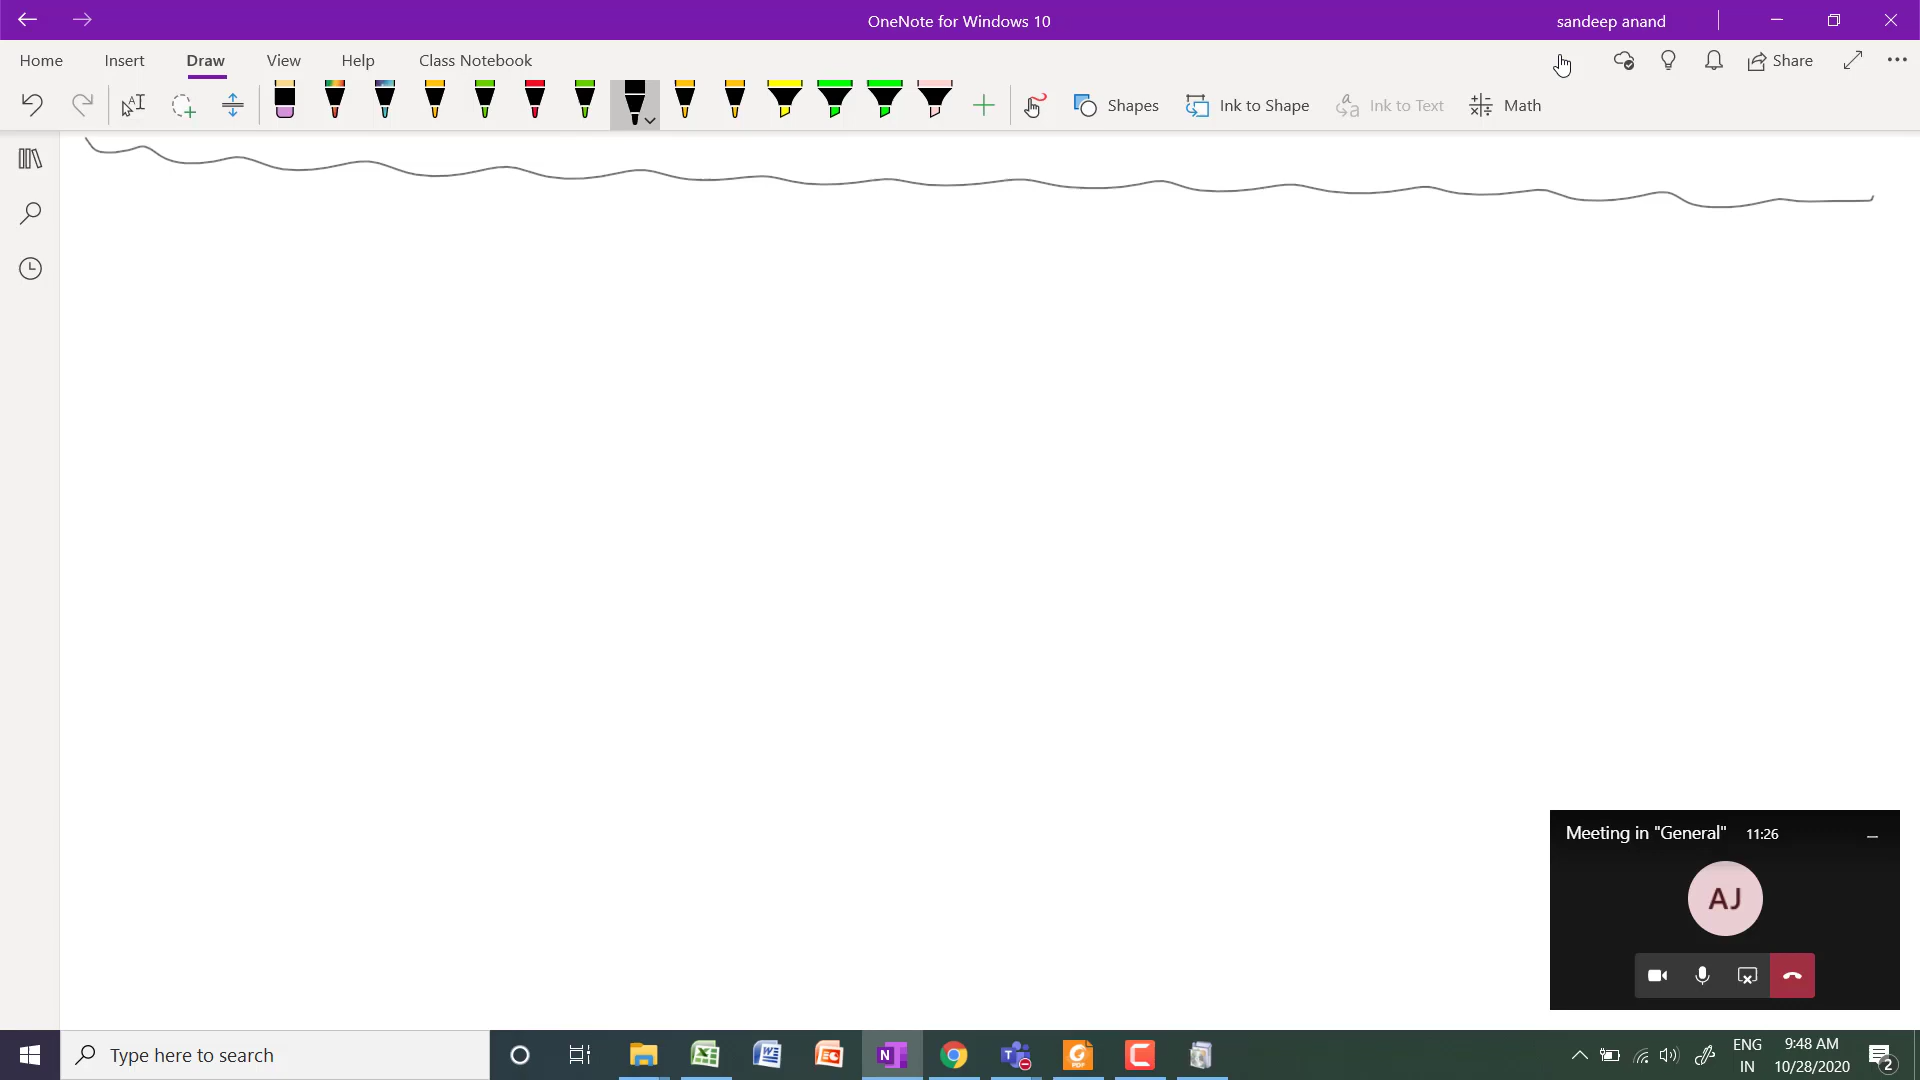 OneNote for Windows 10
sandeep anand
Home Insert Draw View Help Class Notebook
Share
Shapes Ink to Shape Ink to Text Math
Meeting in "General" 11:26
AJ
Type here to search
ENG
IN
9:48 AM
10/28/2020
2